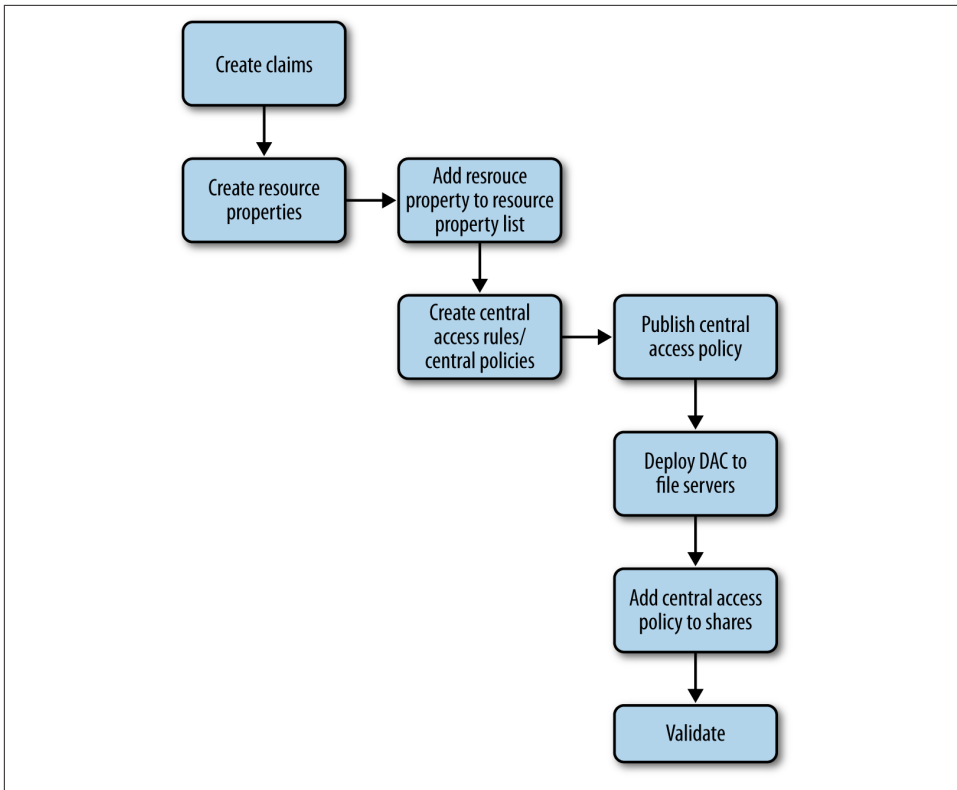 Create claims
Create resource
properties
Add resrouce
property to resource
property list
Create central
access rules/
central policies
Publish central
access policy
Deploy DAC to
file servers
Add central access
policy to shares
Validate